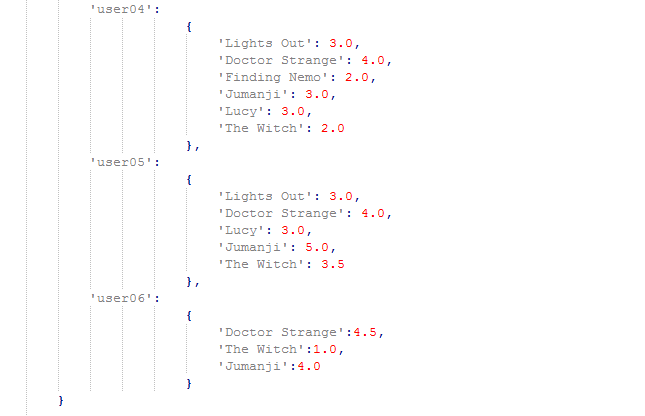 'user04':
{
'Lights Out': 3.0,
'Doctor Strange': 4.0,
'Finding Nemo': 2.0,
'Jumanji': 3.0,
'Lucy': 3.0,
'The Witch': 2.0
},
'user05':
{
'Lights Out': 3.0,
'Doctor Strange': 4.0,
'Lucy': 3.0,
'Jumanji': 5.0,
'The Witch': 3.5
},
'user06':
{
'Doctor Strange':4.5,
'The Witch':1.0,
'Jumanji':4.0
}
}